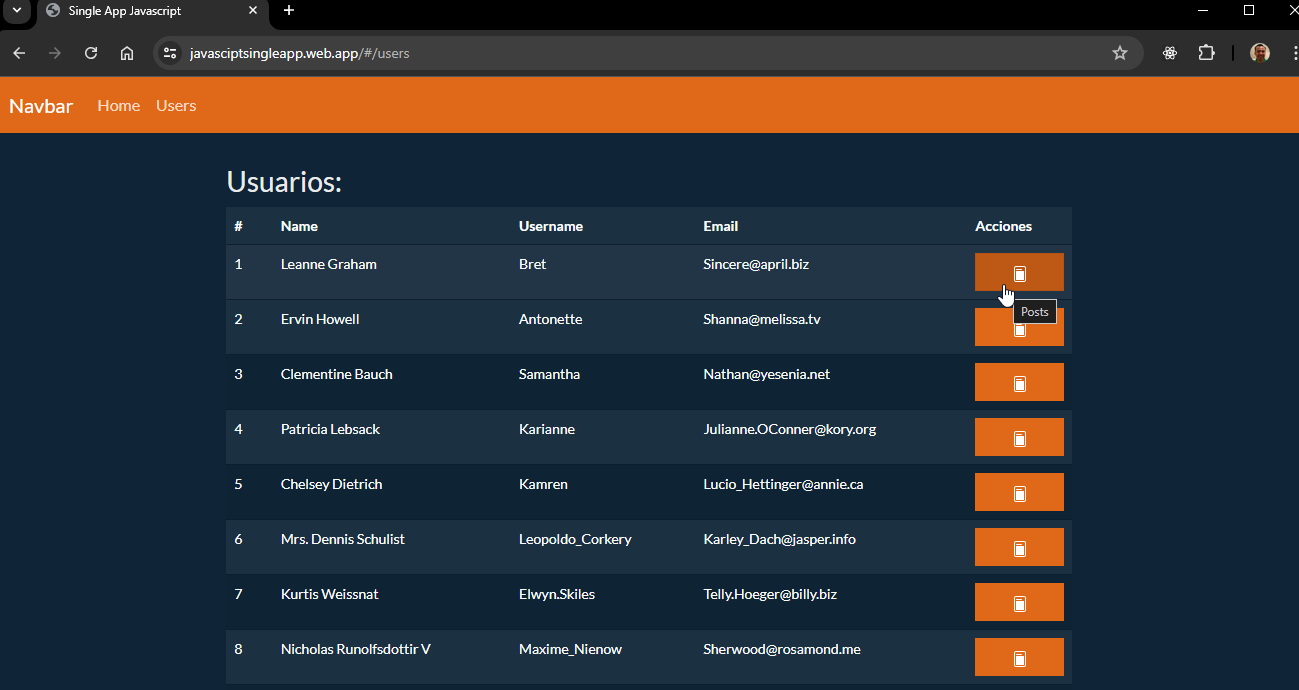 Single App Javascript
javasciptsingleapp.web.app/#/users
Navbar Home Users
Usuarios:
# Name Username Email Acciones
1 Leanne Graham Bret Sincere@april.biz
Posts
2 Ervin Howell Antonette Shanna@melissa.tv
3 Clementine Bauch Samantha Nathan@yesenia.net
4 Patricia Lebsack Karianne Julianne.OConner@kory.org
5 Chelsey Dietrich Kamren Lucio_Hettinger@annie.ca
6 Mrs. Dennis Schulist Leopoldo_Corkery Karley_Dach@jasper.info
7 Kurtis Weissnat Elwyn.Skiles Telly.Hoeger@billy.biz
8 Nicholas Runolfsdottir V Maxime_Nienow Sherwood@rosamond.me